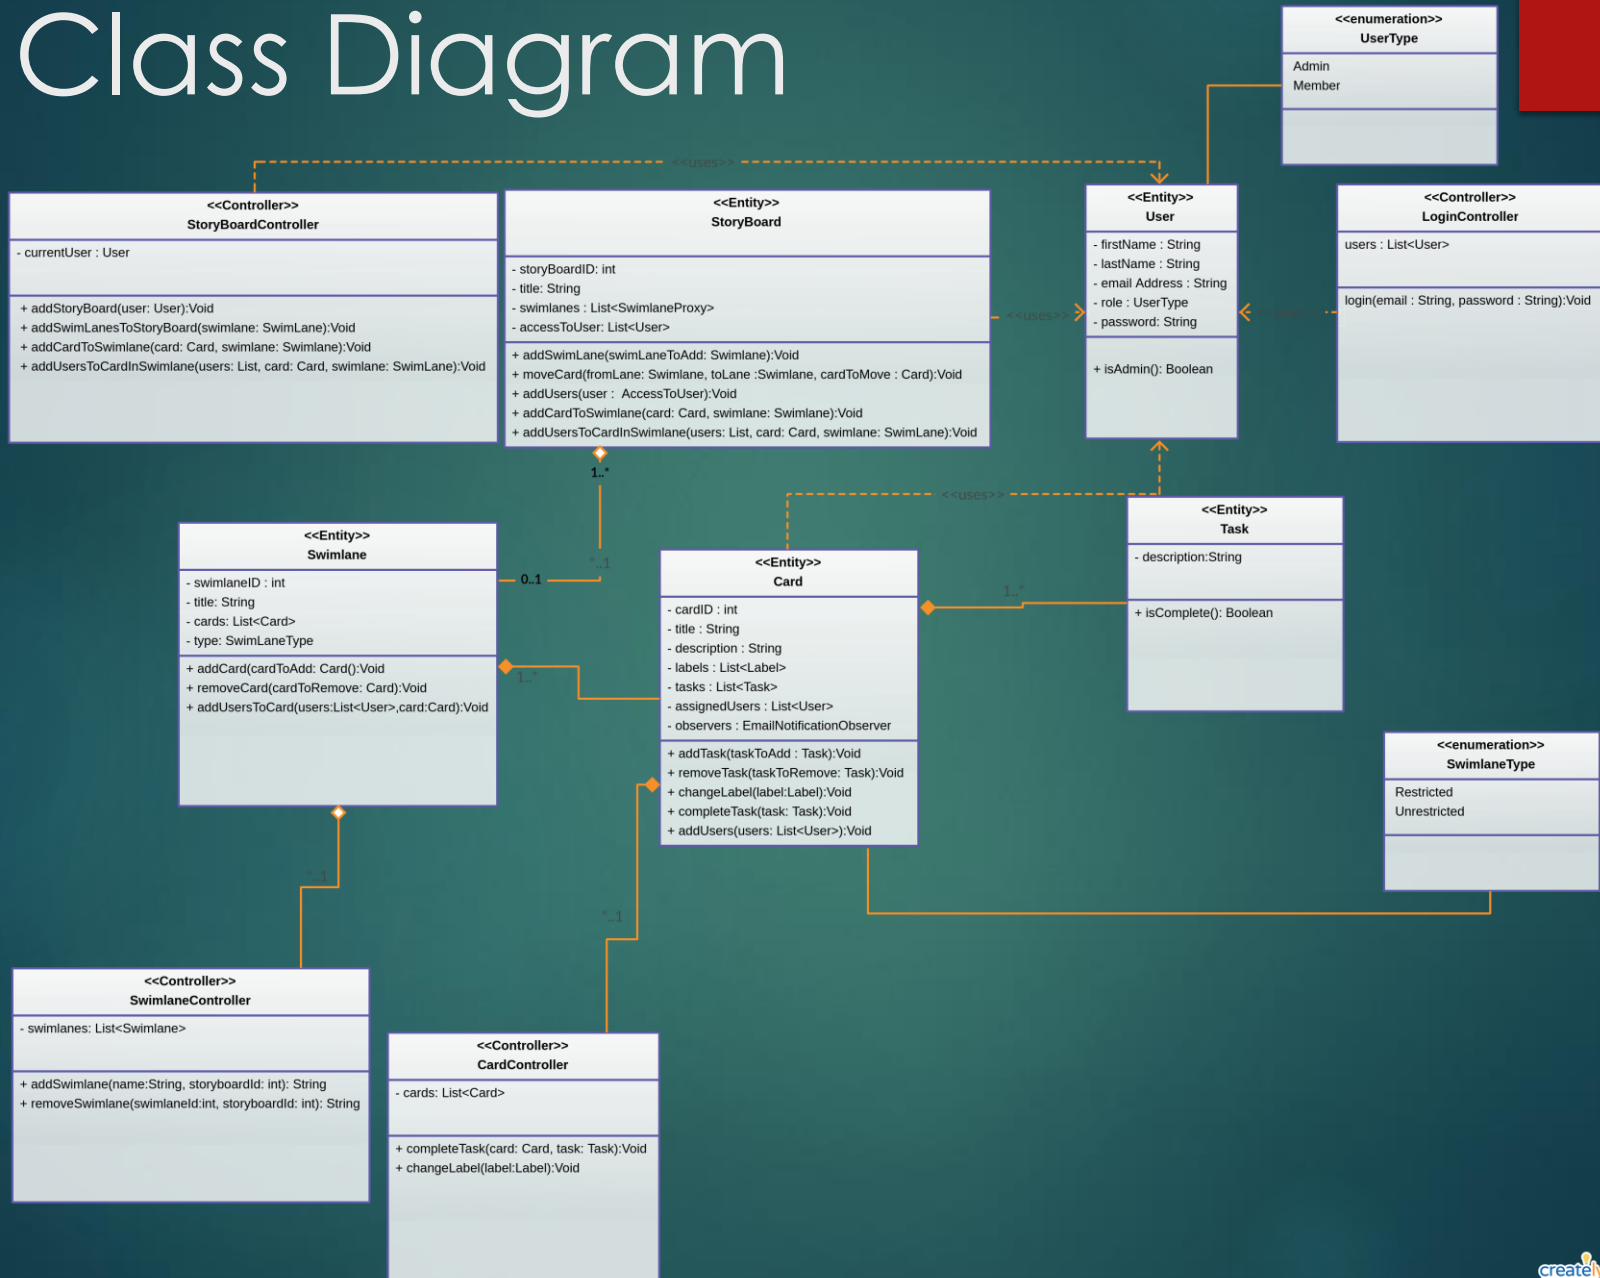 Class Diagram
<<enumeration>>
UserType
Admin
Member
<<uses>>
<<Controller>>
StoryBoardController
- currentUser : User
+ addStoryBoard(user: User):Void
+ addSwimLanesToStoryBoard(swimlane: SwimLane):Void
+ addCardToSwimlane(card: Card, swimlane: Swimlane):Void
+ addUsersToCardInSwimlane(users: List, card: Card, swimlane: SwimLane):Void
<<Entity>>
StoryBoard
- storyBoardID: int
- title: String
- swimlanes : List<SwimlaneProxy>
- accessToUser: List<User>
+ addSwimLane(swimLaneToAdd: Swimlane):Void
+ moveCard(fromLane: Swimlane, toLane :Swimlane, cardToMove : Card):Void
+ addUsers(user :  AccessToUser):Void
+ addCardToSwimlane(card: Card, swimlane: Swimlane):Void
+ addUsersToCardInSwimlane(users: List, card: Card, swimlane: SwimLane):Void
<<uses>>
<<Entity>>
User
- firstName : String
- lastName : String
- email Address : String
- role : UserType
- password: String
+ isAdmin(): Boolean
<<Controller>>
LoginController
users : List<User>
login(email : String, password : String):Void
1..*
*..1
0..1
<<uses>>
<<Entity>>
Swimlane
- swimlaneID : int
- title: String
- cards: List<Card>
- type: SwimLaneType
+ addCard(cardToAdd: Card():Void
+ removeCard(cardToRemove: Card):Void
+ addUsersToCard(users:List<User>,card:Card):Void
1..*
<<Entity>>
Card
- cardID : int
- title : String
- description : String
- labels : List<Label>
- tasks : List<Task>
- assignedUsers : List<User>
- observers : EmailNotificationObserver
+ addTask(taskToAdd : Task):Void
+ removeTask(taskToRemove: Task):Void
+ changeLabel(label:Label):Void
+ completeTask(task: Task):Void
+ addUsers(users: List<User>):Void
1..*
<<Entity>>
Task
- description:String
+ isComplete(): Boolean
<<enumeration>>
SwimlaneType
Restricted
Unrestricted
*..1
*..1
<<Controller>>
SwimlaneController
- swimlanes: List<Swimlane>
+ addSwimlane(name:String, storyboardId: int): String
+ removeSwimlane(swimlaneId:int, storyboardId: int): String
<<Controller>>
CardController
- cards: List<Card>
+ completeTask(card: Card, task: Task):Void
+ changeLabel(label:Label):Void